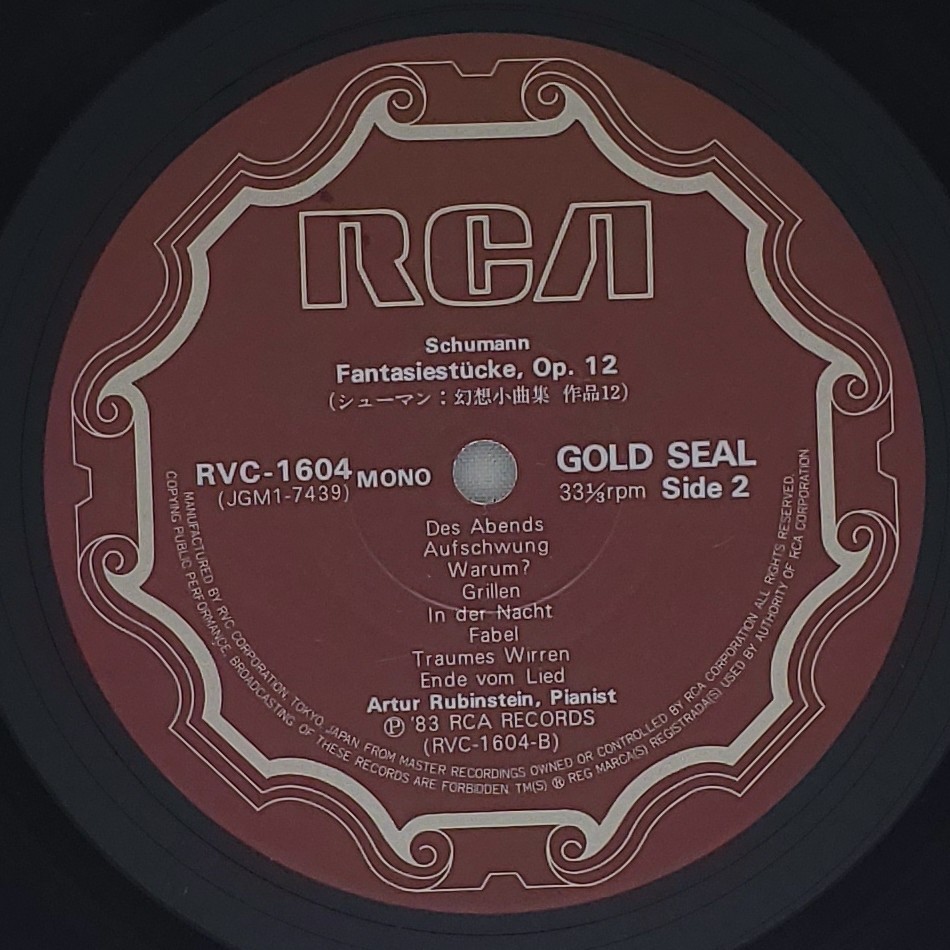 RCA
Schumann
Fantasiestücke, Op. 12
(シューマン：幻想小曲集 作品12)
RVC-1604 MONO
(JGM1-7439)
GOLD SEAL
33⅓rpm Side 2
Des Abends
Aufschwung
Warum?
Grillen
In der Nacht
Fabel
Traumes Wirren
Ende vom Lied
Artur Rubinstein, Pianist
Ⓟ '83 RCA RECORDS
(RVC-1604-B)
MANUFACTURED BY RVC CORPORATION, TOKYO, JAPAN FROM MASTER RECORDINGS OWNED OR CONTROLLED BY RCA CORPORATION ALL RIGHTS RESERVED.
COPYING PUBLIC PERFORMANCE, BROADCASTING OF THESE RECORDS ARE FORBIDDEN. TM(S) ® REG MARCA(S) REGISTRADA(S) USED BY AUTHORITY OF RCA CORPORATION